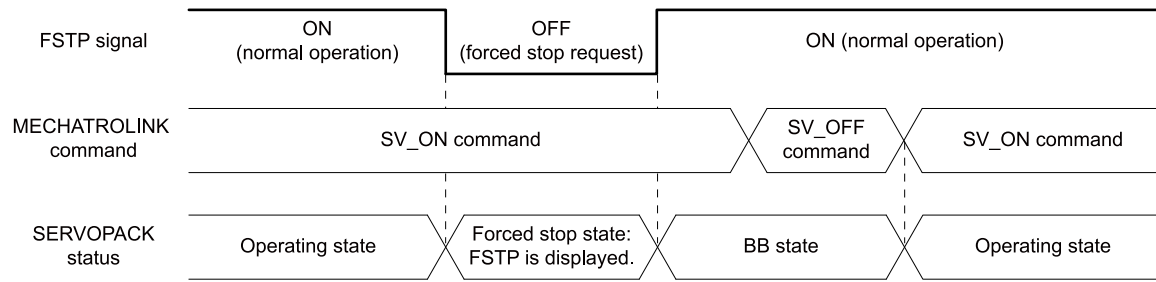 FSTP signal
ON
(normal operation)
OFF
(forced stop request)
ON (normal operation)
MECHATROLINK
command
SV_ON command
SV_OFF
command
SV_ON command
SERVOPACK
status
Operating state
Forced stop state:
FSTP is displayed.
BB state
Operating state